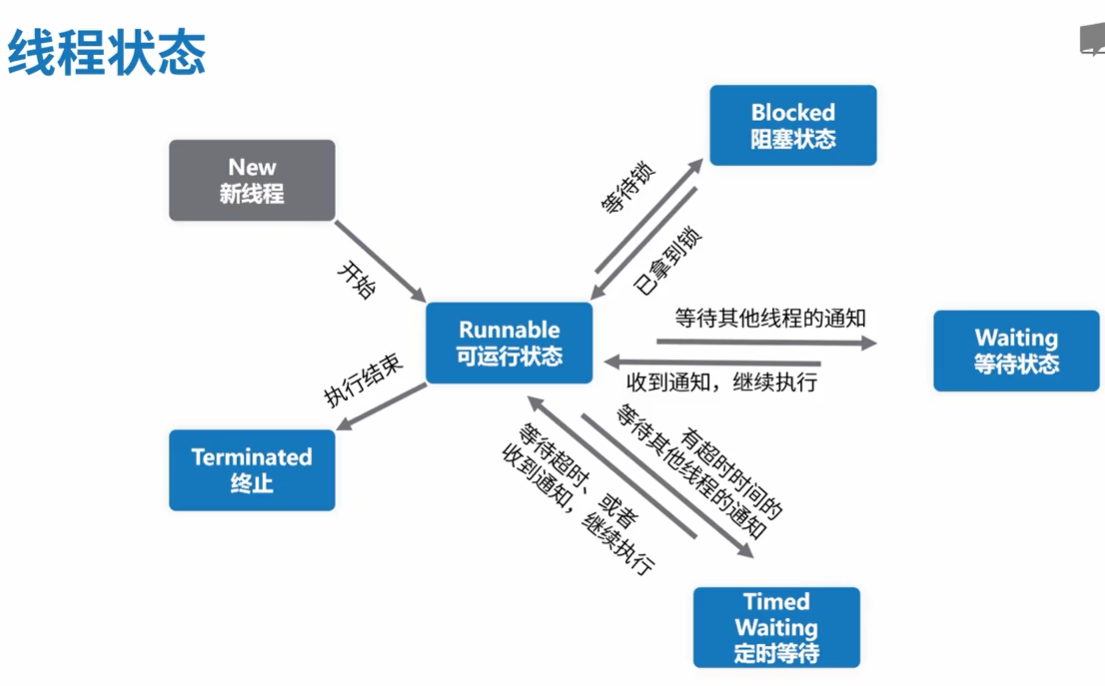 线程状态
Blocked
阻塞状态
New
新线程
等待锁
已拿到锁
开始
Runnable
可运行状态
等待其他线程的通知
收到通知，继续执行
Waiting
等待状态
执行结束
Terminated
终止
等待超时、或者
收到通知，继续执行
有超时时间的
等待其他线程的通知
Timed
Waiting
定时等待